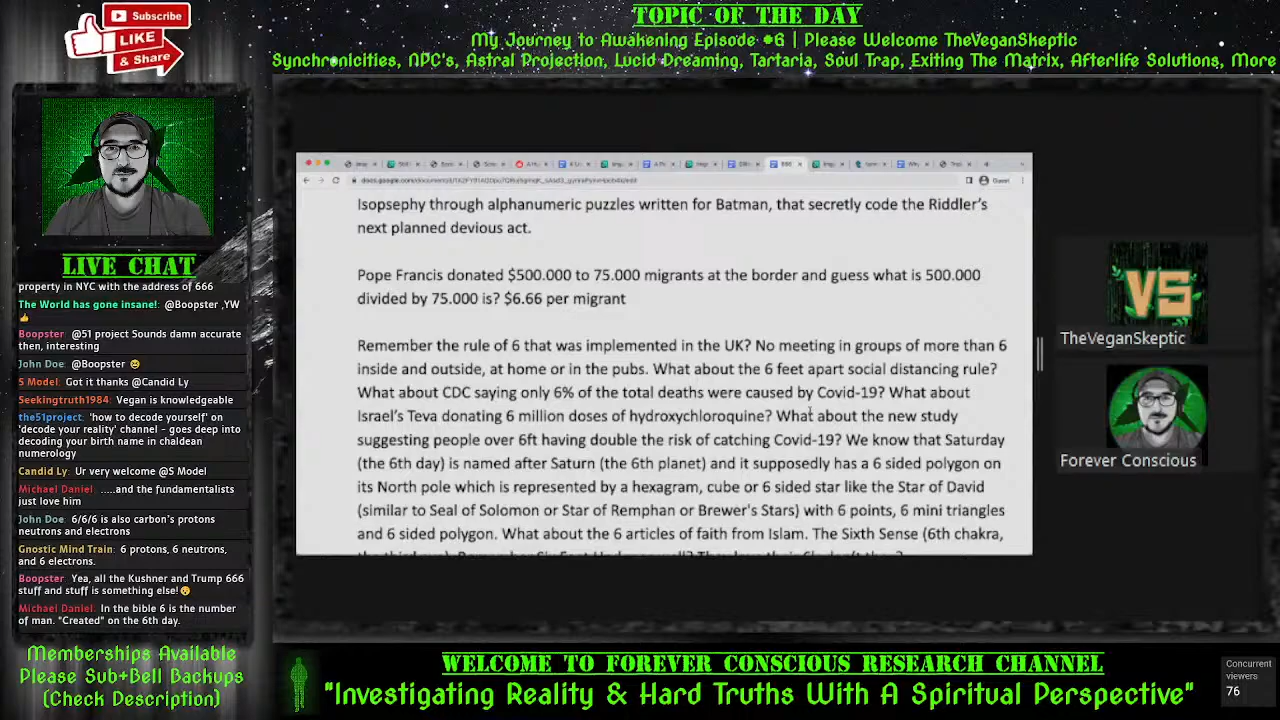 Subscribe
LIKE
& Share
TOPIC OF THE DAY
My Journey to Awakening Episode #6 | Please Welcome TheVeganSkeptic
Synchronicities, NPC's, Astral Projection, Lucid Dreaming, Tartaria, Soul Trap, Exiting The Matrix, Afterlife Solutions, More
LIVE CHAT
property in NYC with the address of 666
The World has gone insane!: @Boopster ,YW
👍
Boopster: @51 project Sounds damn accurate
then, interesting
John Doe: @Boopster 😄
S Model: Got it thanks @Candid Ly
Seekingtruth1984: Vegan is knowledgeable
the51project: 'how to decode yourself' on
'decode your reality' channel - goes deep into
decoding your birth name in chaldean
numerology
Candid Ly: Ur very welcome @S Model
Michael Daniel: .....and the fundamentalists
just love him
John Doe: 6/6/6 is also carbon's protons
neutrons and electrons
Gnostic Mind Train: 6 protons, 6 neutrons,
and 6 electrons.
Boopster: Yea, all the Kushner and Trump 666
stuff and stuff is something else!😯
Michael Daniel: In the bible 6 is the number
of man. "Created" on the 6th day.
Memberships Available
Please Sub+Bell Backups
(Check Description)
Guest
Isopsephy through alphanumeric puzzles written for Batman, that secretly code the Riddler's
next planned devious act.
Pope Francis donated $500.000 to 75.000 migrants at the border and guess what is 500.000
divided by 75.000 is? $6.66 per migrant
Remember the rule of 6 that was implemented in the UK? No meeting in groups of more than 6
inside and outside, at home or in the pubs. What about the 6 feet apart social distancing rule?
What about CDC saying only 6% of the total deaths were caused by Covid-19? What about
Israel's Teva donating 6 million doses of hydroxychloroquine? What about the new study
suggesting people over 6ft having double the risk of catching Covid-19? We know that Saturday
(the 6th day) is named after Saturn (the 6th planet) and it supposedly has a 6 sided polygon on
its North pole which is represented by a hexagram, cube or 6 sided star like the Star of David
(similar to Seal of Solomon or Star of Remphan or Brewer's Stars) with 6 points, 6 mini triangles
and 6 sided polygon. What about the 6 articles of faith from Islam. The Sixth Sense (6th chakra,
VS
TheVeganSkeptic
Forever Conscious
WELCOME TO FOREVER CONSCIOUS RESEARCH CHANNEL
"Investigating Reality & Hard Truths With A Spiritual Perspective"
Concurrent
viewers
76